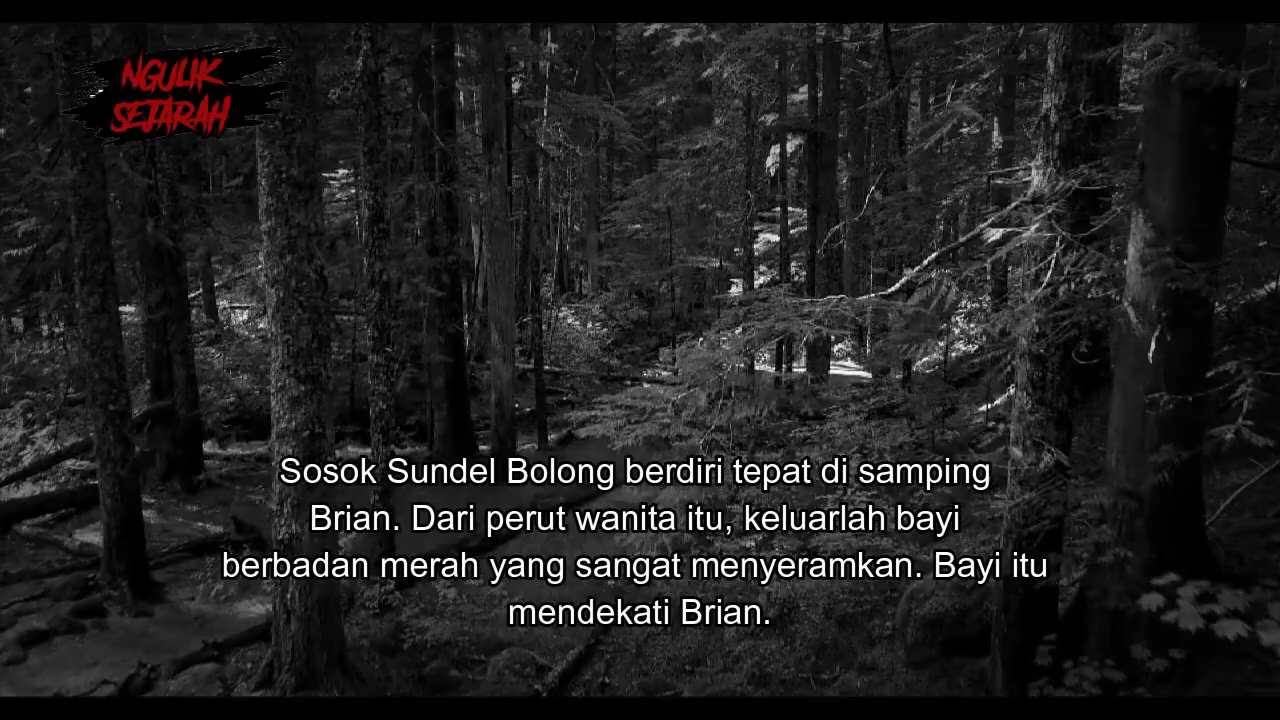 NGULIK
SEJARAH
Sosok Sundel Bolong berdiri tepat di samping
Brian. Dari perut wanita itu, keluarlah bayi
berbadan merah yang sangat menyeramkan. Bayi itu
mendekati Brian.